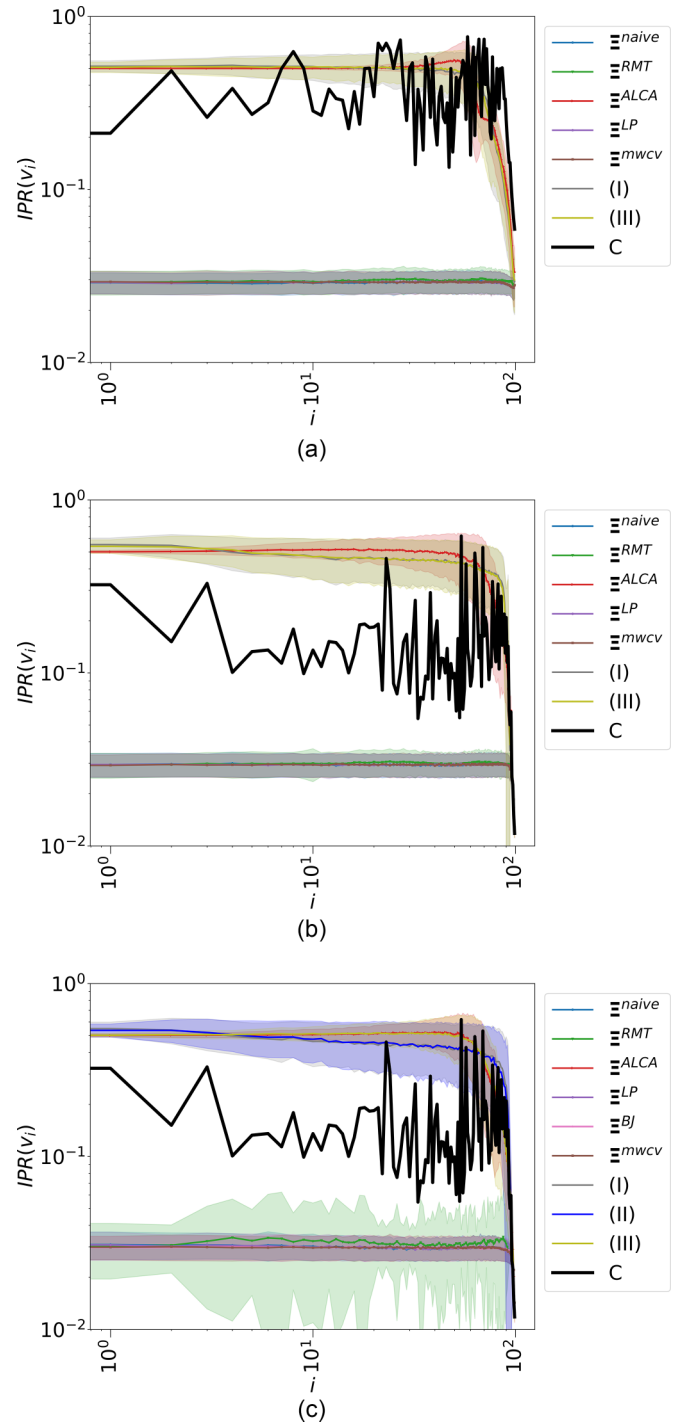 10⁰
10⁻¹
10⁻²
IPR(vᵢ)
10⁰
10¹
10²
i
Ξⁿᵃⁱᵛᵉ
Ξᴿᴹᵀ
Ξᴬᴸᶜᴬ
Ξᴸᴾ
Ξᵐʷᶜᵛ
(I)
(III)
C
(a)
10⁰
10⁻¹
10⁻²
IPR(vᵢ)
10⁰
10¹
10²
i
Ξⁿᵃⁱᵛᵉ
Ξᴿᴹᵀ
Ξᴬᴸᶜᴬ
Ξᴸᴾ
Ξᵐʷᶜᵛ
(I)
(III)
C
(b)
10⁰
10⁻¹
10⁻²
IPR(vᵢ)
10⁰
10¹
10²
i
Ξⁿᵃⁱᵛᵉ
Ξᴿᴹᵀ
Ξᴬᴸᶜᴬ
Ξᴸᴾ
Ξᴮᴶ
Ξᵐʷᶜᵛ
(I)
(II)
(III)
C
(c)